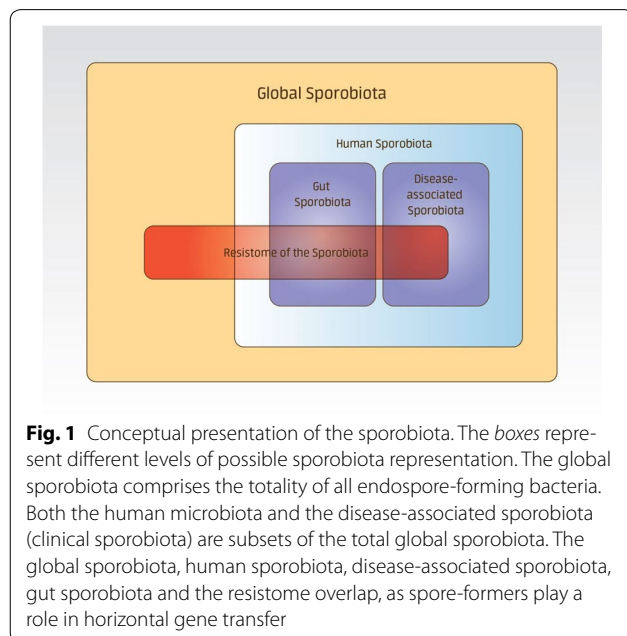 Global Sporobiota
Human Sporobiota
Gut
Sporobiota
Disease-
associated
Sporobiota
Resistome of the Sporobiota
Fig. 1 Conceptual presentation of the sporobiota. The boxes repre-
sent different levels of possible sporobiota representation. The global
sporobiota comprises the totality of all endospore-forming bacteria.
Both the human microbiota and the disease-associated sporobiota
(clinical sporobiota) are subsets of the total global sporobiota. The
global sporobiota, human sporobiota, disease-associated sporobiota,
gut sporobiota and the resistome overlap, as spore-formers play a
role in horizontal gene transfer